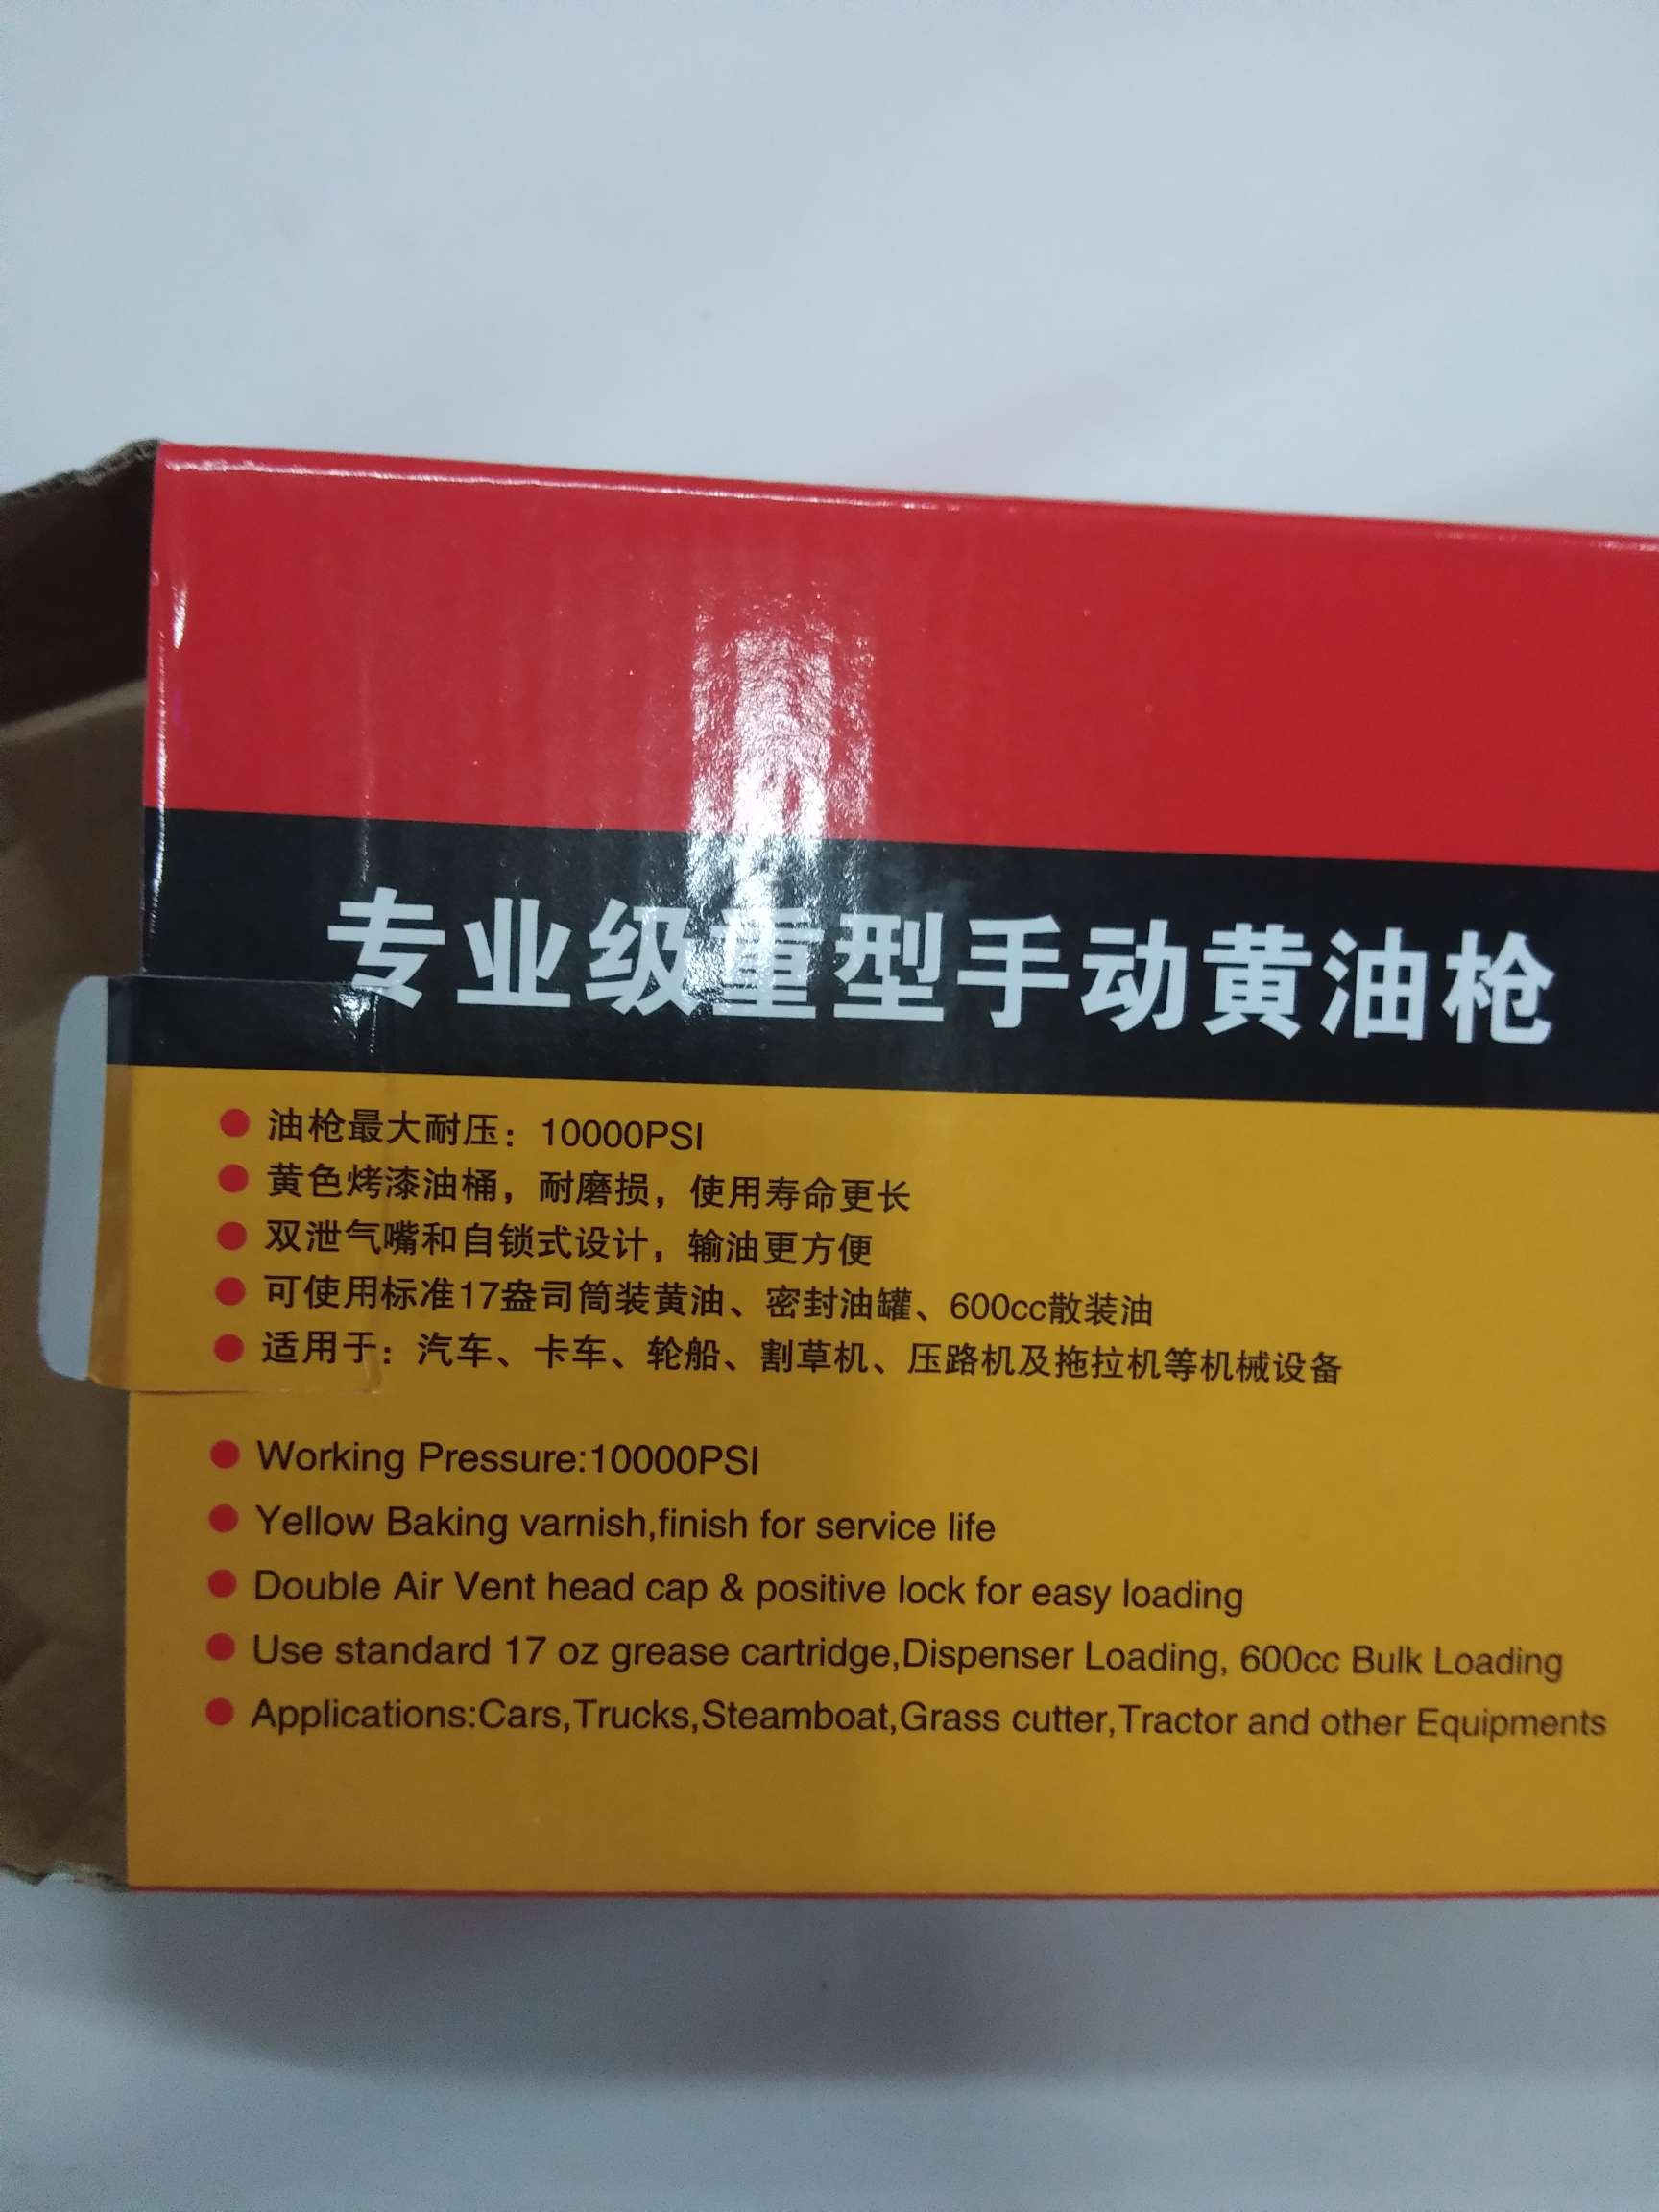 专业级重型手动黄油枪
● 油枪最大耐压：10000PSI
● 黄色烤漆油桶，耐磨损，使用寿命更长
● 双泄气嘴和自锁式设计，输油更方便
● 可使用标准17盎司筒装黄油、密封油罐、600cc散装油
● 适用于：汽车、卡车、轮船、割草机、压路机及拖拉机等机械设备
● Working Pressure:10000PSI
● Yellow Baking varnish,finish for service life
● Double Air Vent head cap & positive lock for easy loading
● Use standard 17 oz grease cartridge,Dispenser Loading, 600cc Bulk Loading
● Applications:Cars,Trucks,Steamboat,Grass cutter,Tractor and other Equipments